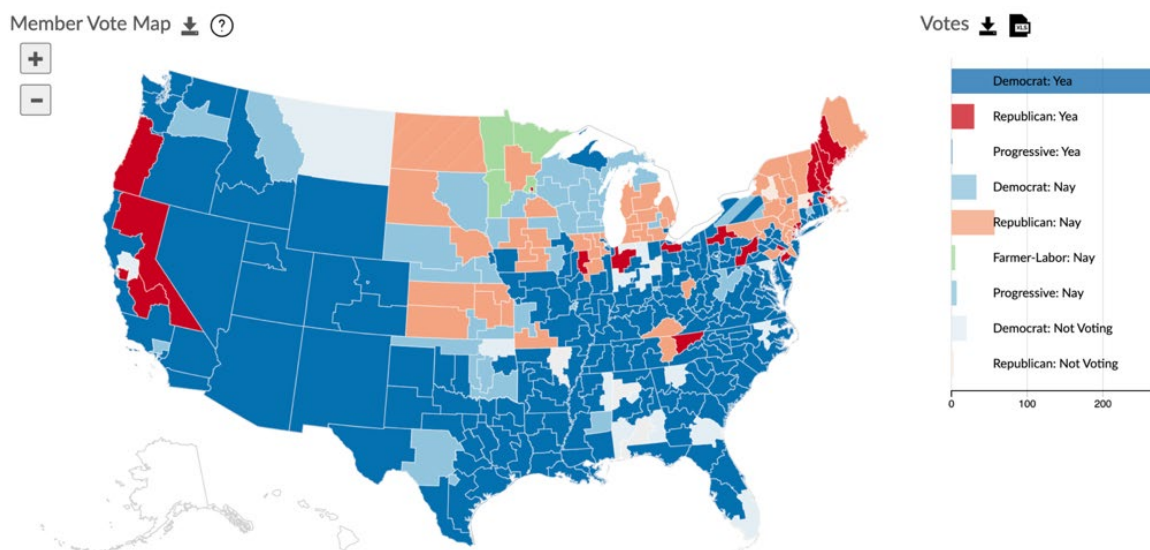 Member Vote Map ?
+
−
Votes XLS
Democrat: Yea
Republican: Yea
Progressive: Yea
Democrat: Nay
Republican: Nay
Farmer-Labor: Nay
Progressive: Nay
Democrat: Not Voting
Republican: Not Voting
0 100 200